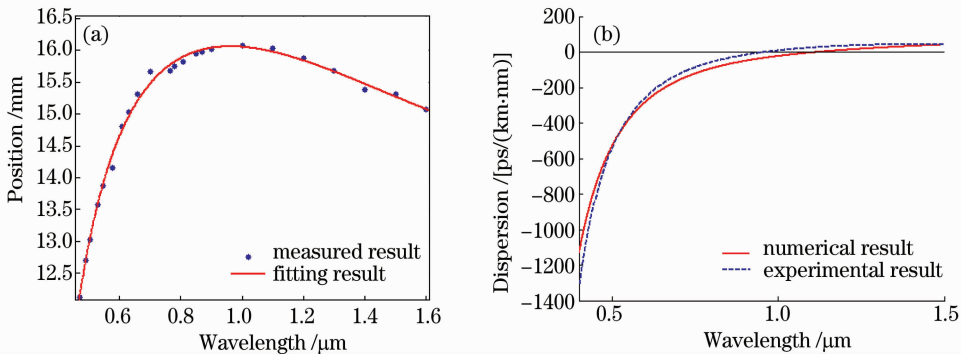 (a)
16.5
16.0
15.5
15.0
14.5
14.0
13.5
13.0
12.5
Position /mm
measured result
fitting result
0.6
0.8
1.0
1.2
1.4
1.6
Wavelength /μm
(b)
200
0
−200
−400
−600
−800
−1000
−1200
−1400
Dispersion /[ps/(km·nm)]
numerical result
experimental result
0.5
1.0
1.5
Wavelength /μm